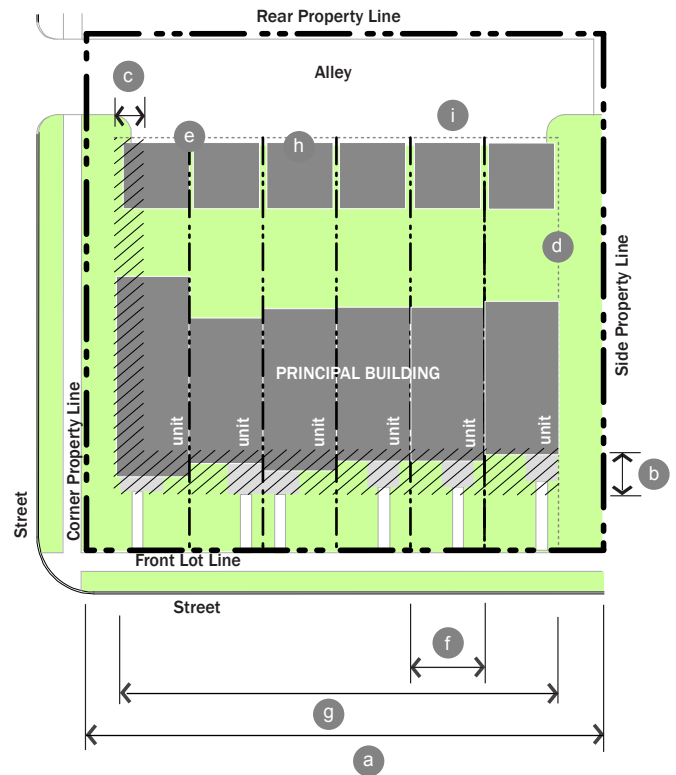 Rear Property Line
Alley
c
i
e
h
d
Side Property Line
PRINCIPAL BUILDING
unit
unit
unit
unit
unit
unit
b
Corner Property Line
Street
Front Lot Line
Street
f
g
a